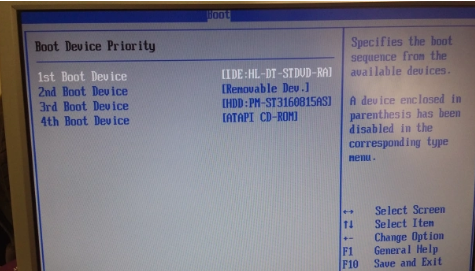 Boot
Boot Device Priority
1st Boot Device [IDE:HL-DT-STDVD-RA]
2nd Boot Device [Removable Dev.]
3rd Boot Device [HDD:PM-ST3160815AS]
4th Boot Device [ATAPI CD-ROM]
Specifies the boot
sequence from the
available devices.
A device enclosed in
parenthesis has been
disabled in the
corresponding type
menu.
↔ Select Screen
↑↓ Select Item
+- Change Option
F1 General Help
F10 Save and Exit